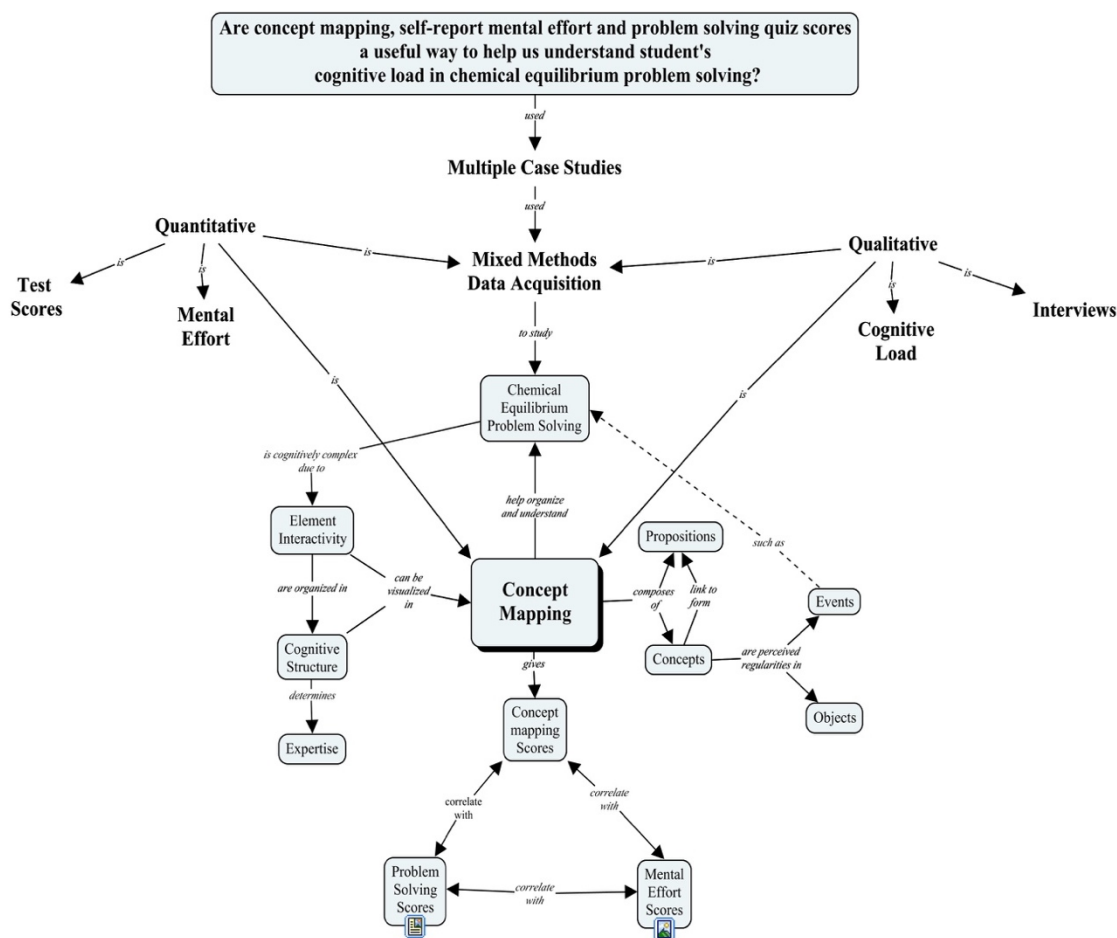 Are concept mapping, self-report mental effort and problem solving quiz scores
a useful way to help us understand student's
cognitive load in chemical equilibrium problem solving?
used
Multiple Case Studies
used
Quantitative
Qualitative
is
Mixed Methods
Data Acquisition
is
is
is
is
is
Test
Scores
Mental
Effort
Cognitive
Load
Interviews
to study
is
is
Chemical
Equilibrium
Problem Solving
is cognitively complex
due to
help organize
and understand
Element
Interactivity
Propositions
such as
are organized in
can be
visualized
in
Concept
Mapping
composes
of
link to
form
Events
Cognitive
Structure
Concepts
are perceived
regularities in
gives
determines
Concept
mapping
Scores
Objects
Expertise
correlate
with
correlate
with
Problem
Solving
Scores
correlate
with
Mental
Effort
Scores